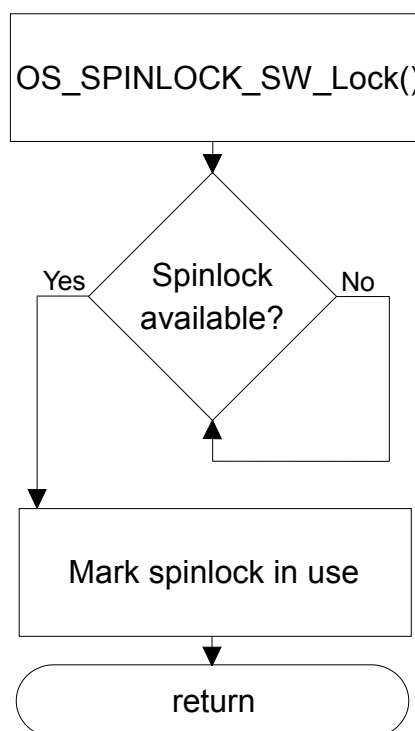 OS_SPINLOCK_SW_Lock()
Yes
Spinlock
available?
No
Mark spinlock in use
return